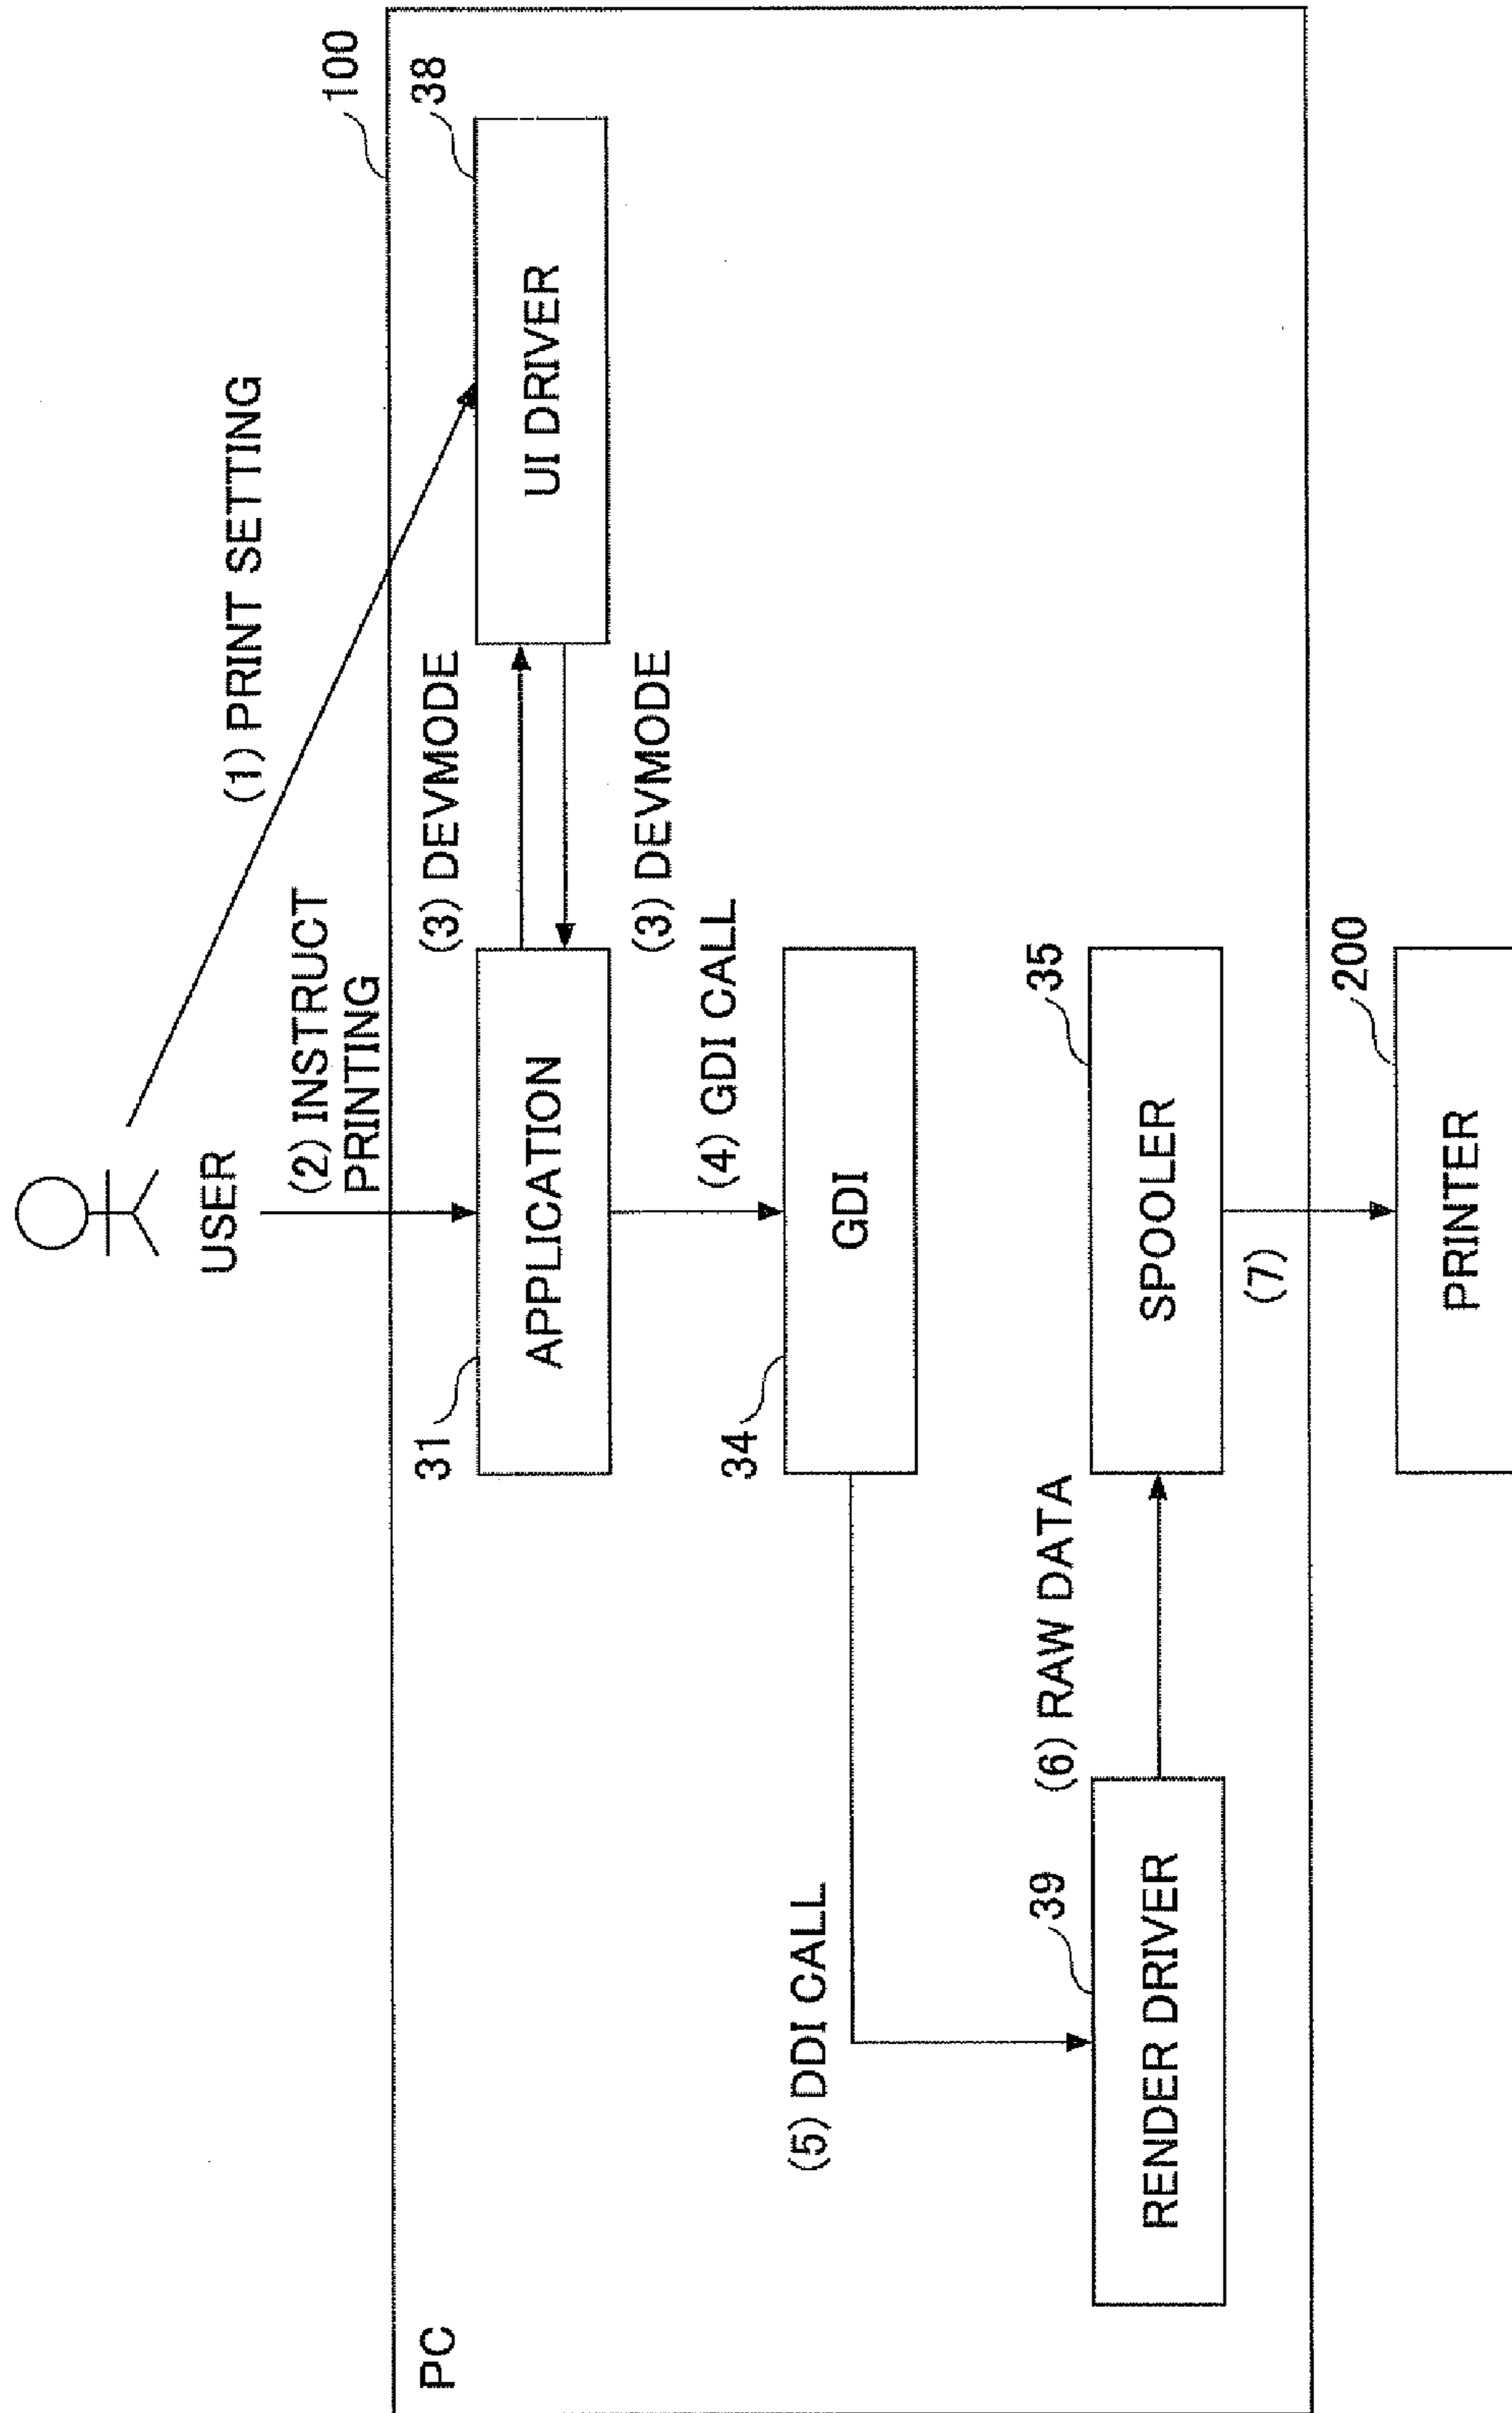 USER
(1) PRINT SETTING
(2) INSTRUCT
PRINTING
100
PC
31
APPLICATION
(3) DEVMODE
(3) DEVMODE
38
UI DRIVER
(4) GDI CALL
34
GDI
(5) DDI CALL
39
RENDER DRIVER
(6) RAW DATA
35
SPOOLER
(7)
200
PRINTER